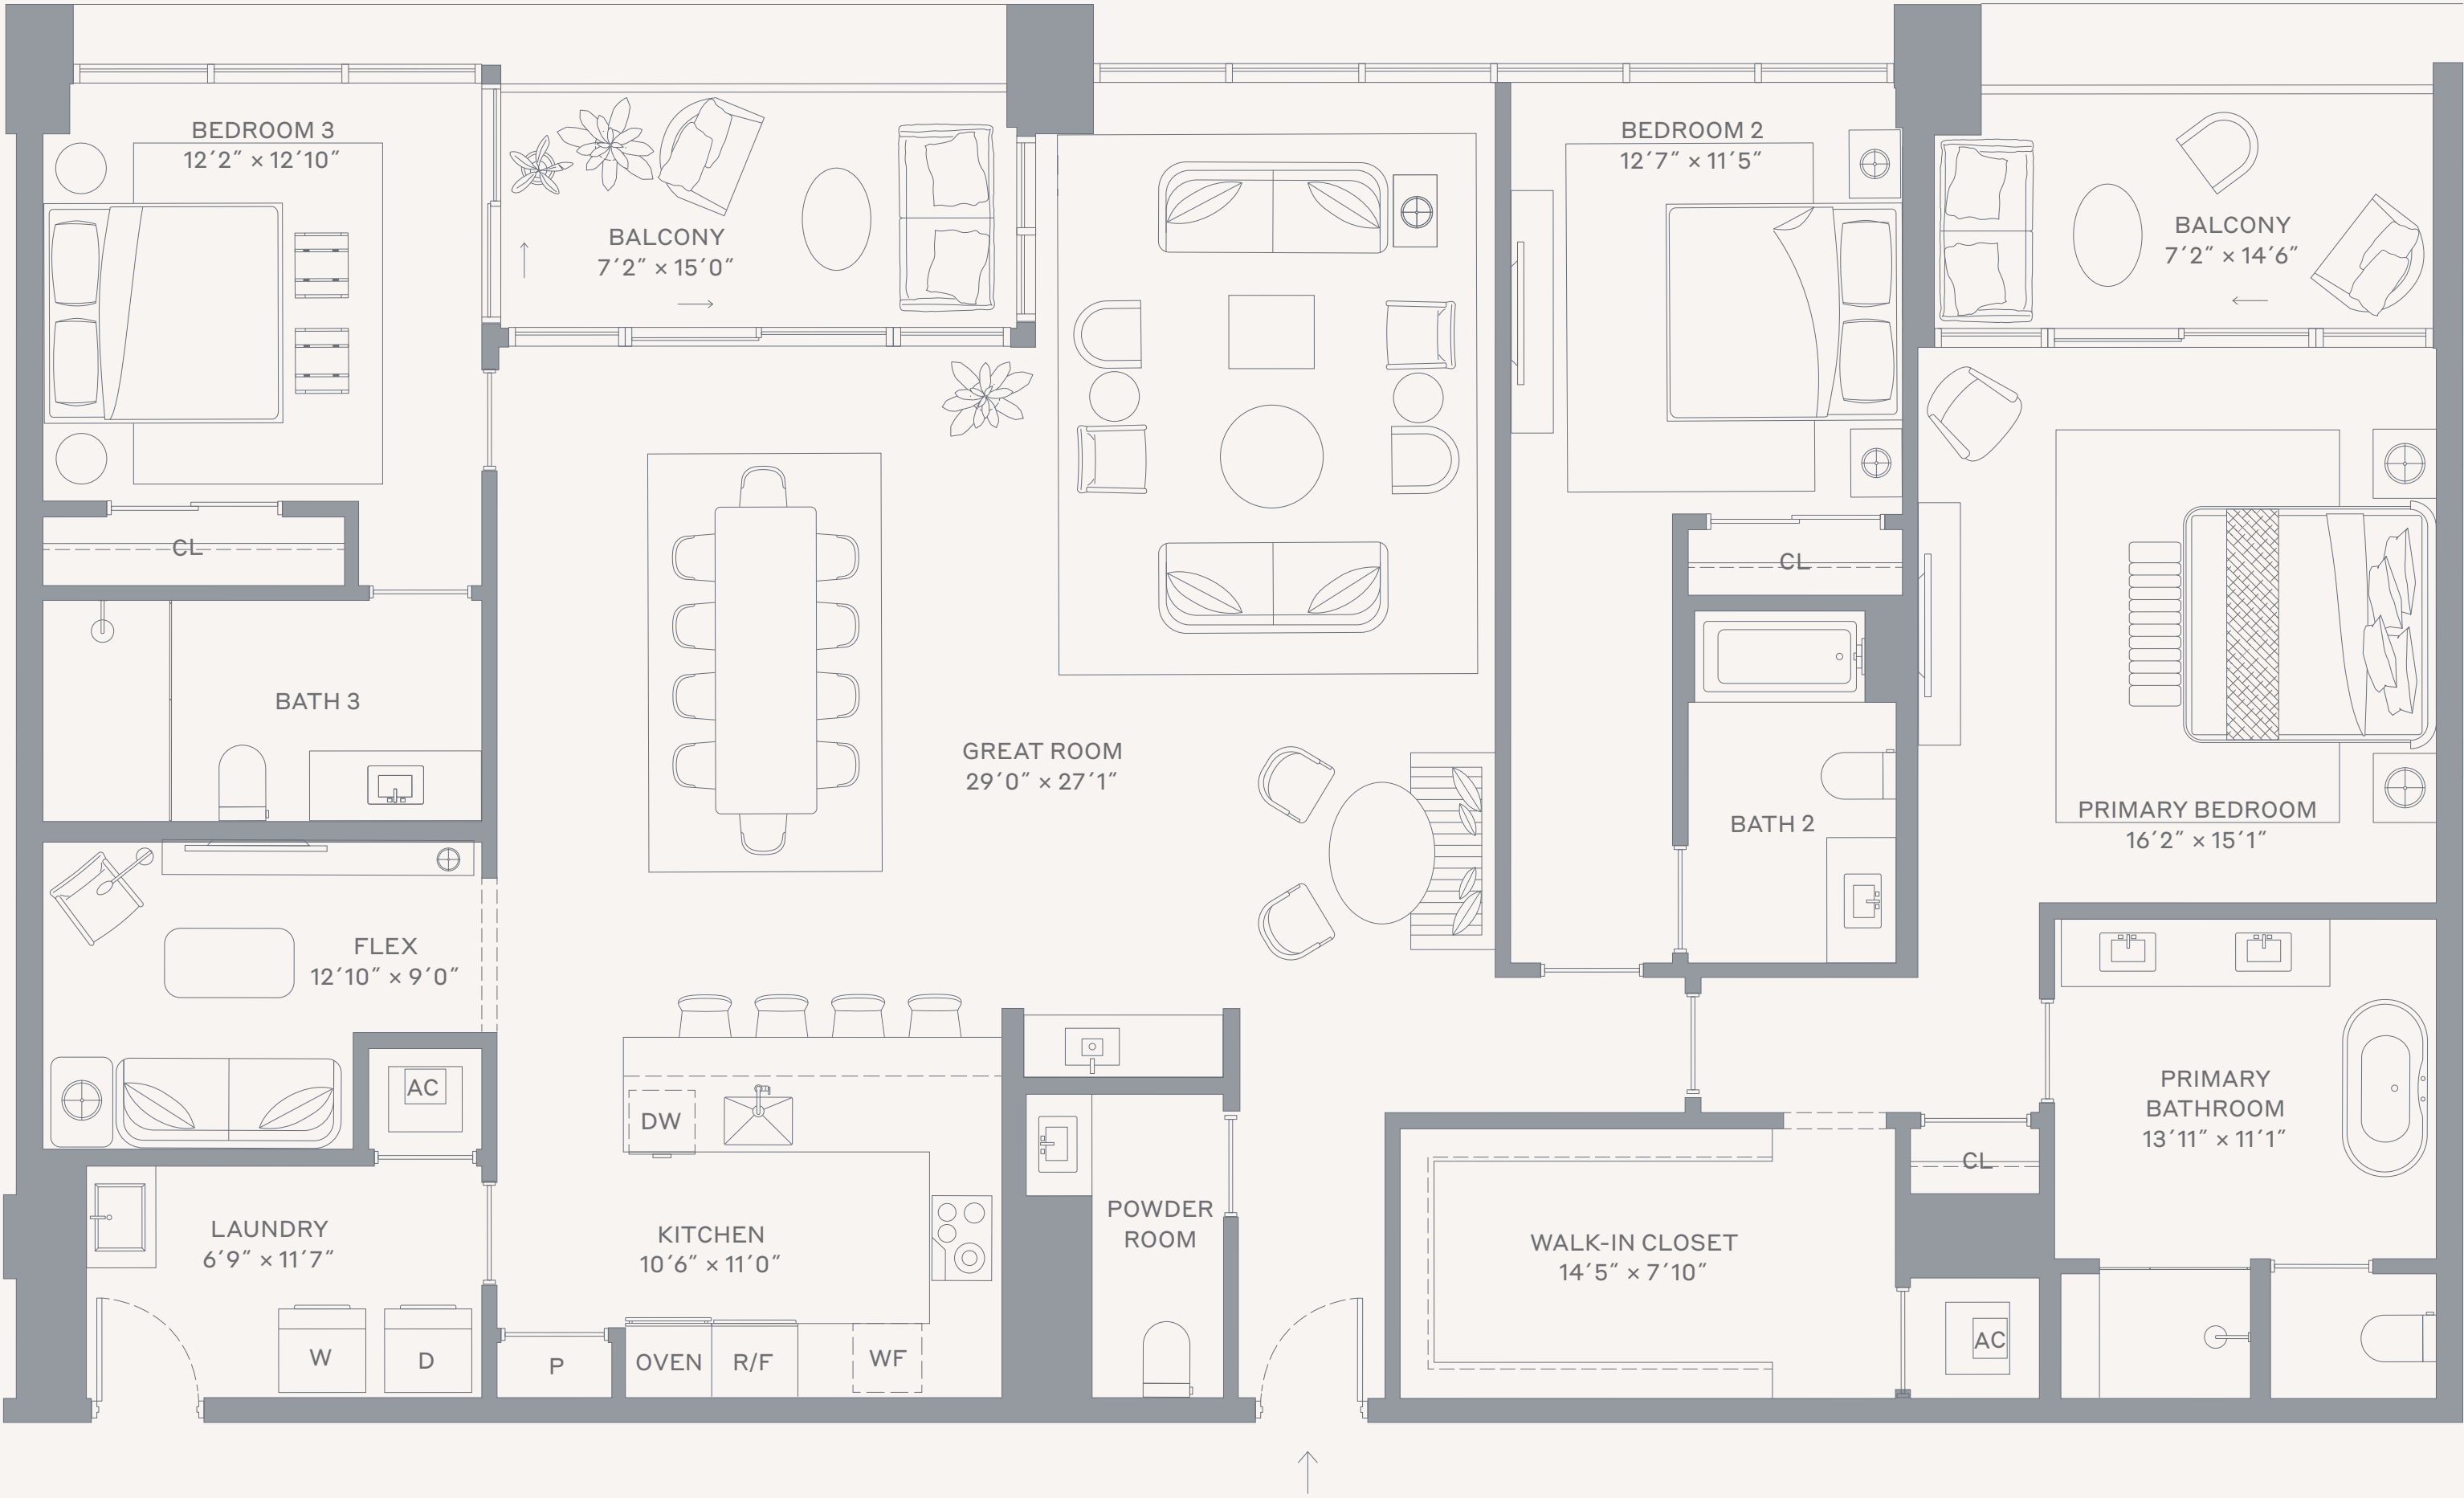 BEDROOM 3
12′2″ × 12′10″
BALCONY
7′2″ × 15′0″
BEDROOM 2
12′7″ × 11′5″
BALCONY
7′2″ × 14′6″
CL
CL
BATH 3
GREAT ROOM
29′0″ × 27′1″
BATH 2
PRIMARY BEDROOM
16′2″ × 15′1″
FLEX
12′10″ × 9′0″
AC
DW
PRIMARY
BATHROOM
13′11″ × 11′1″
CL
LAUNDRY
6′9″ × 11′7″
KITCHEN
10′6″ × 11′0″
POWDER
ROOM
WALK-IN CLOSET
14′5″ × 7′10″
W
D
P
OVEN
R/F
WF
AC